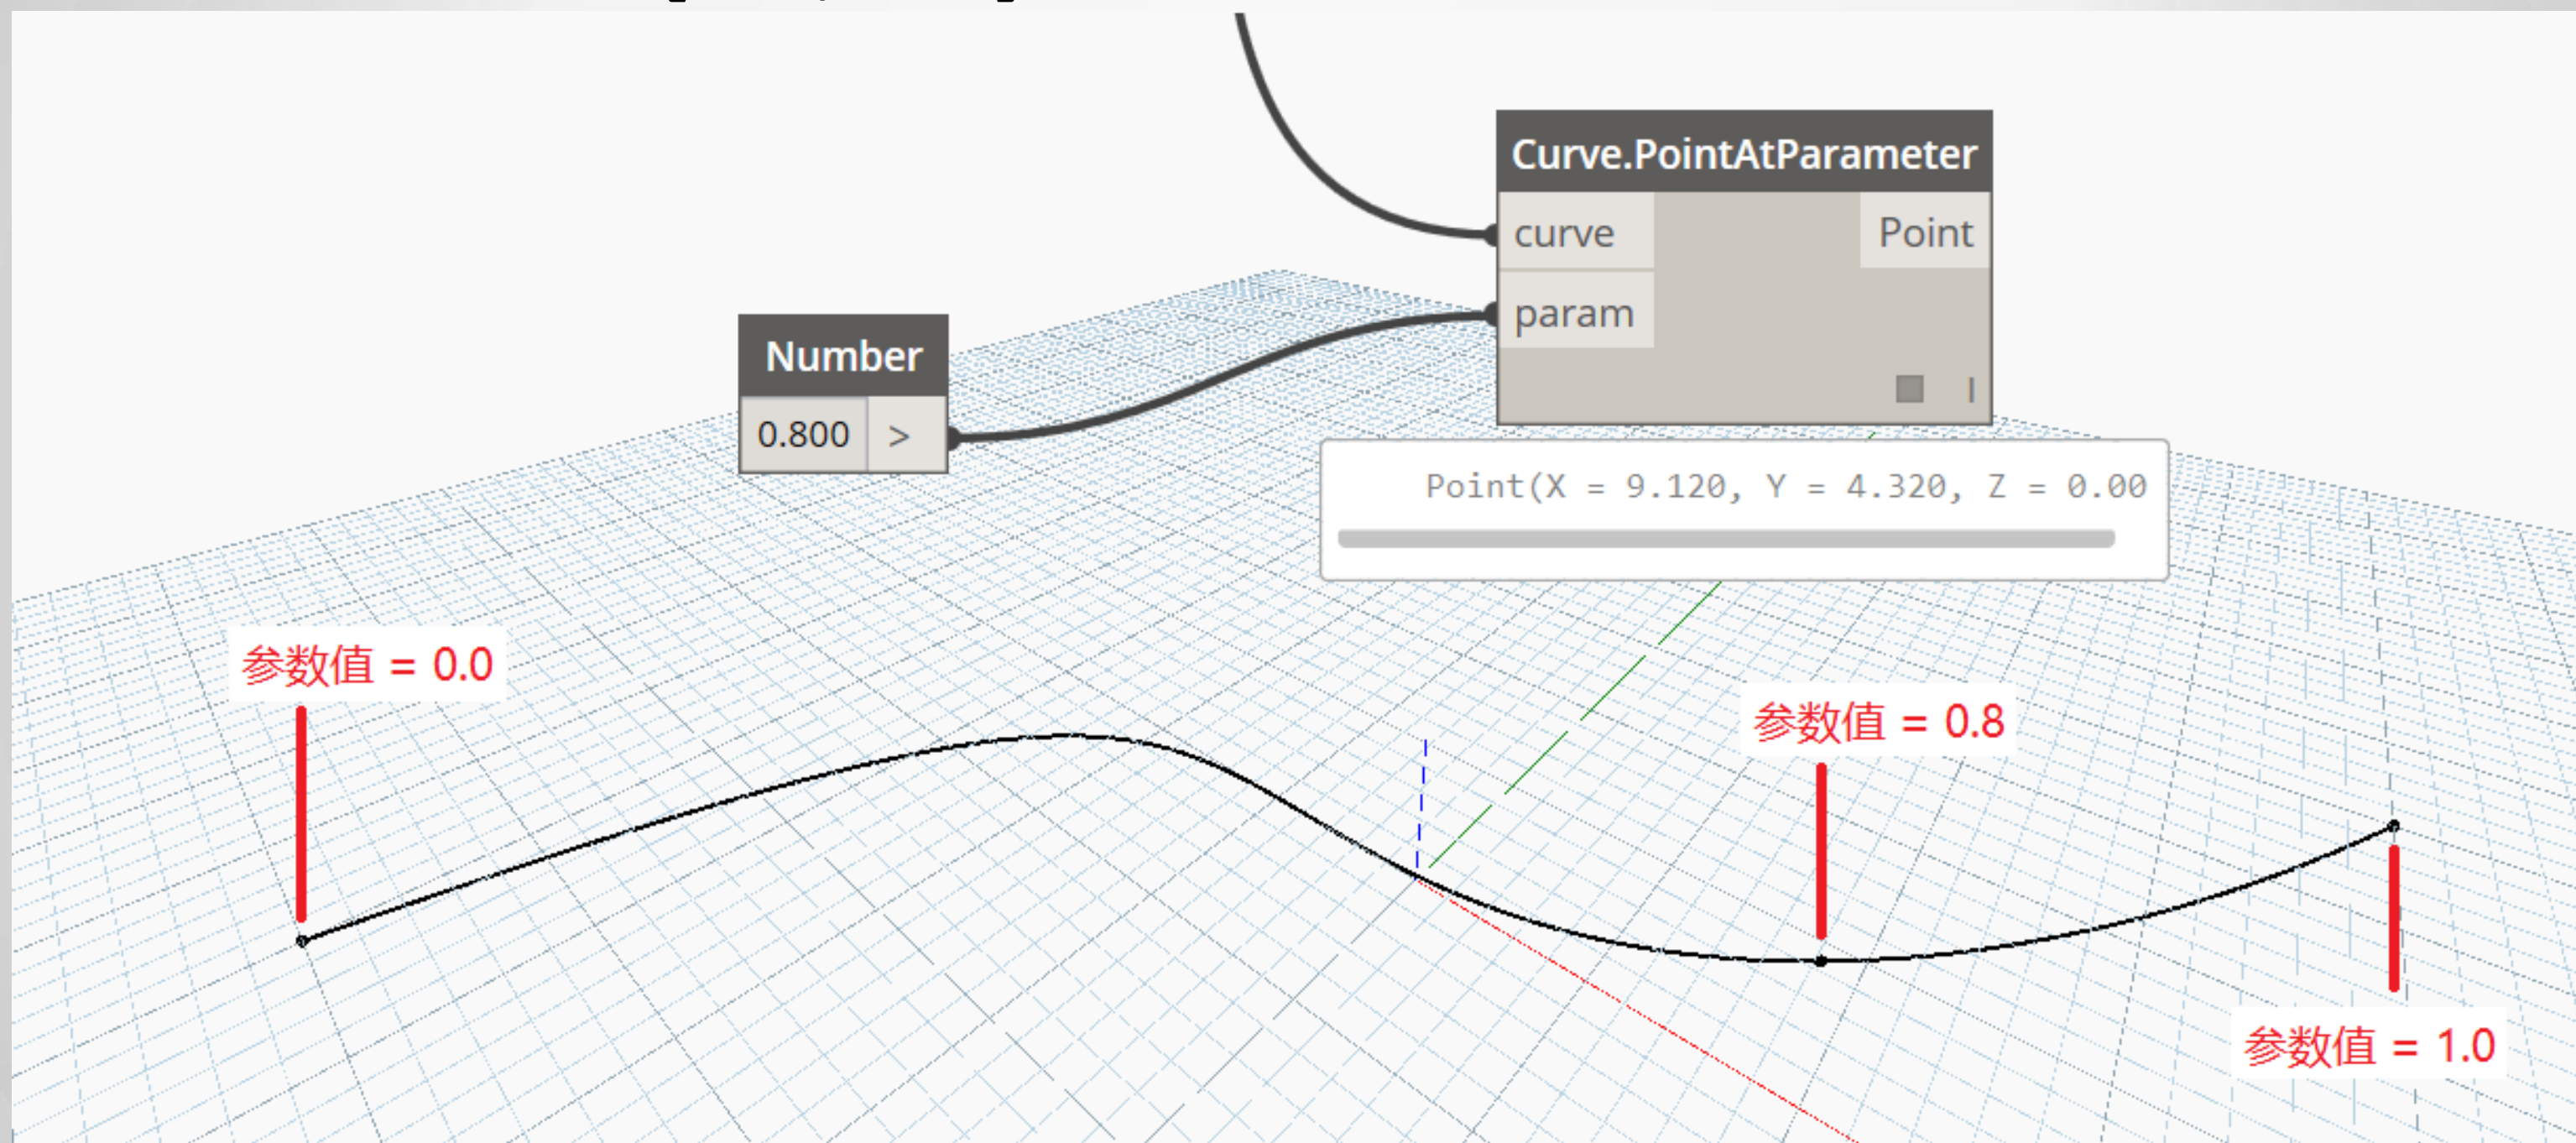 Curve.PointAtParameter
curve
Point
param
Number
0.800 >
Point(X = 9.120, Y = 4.320, Z = 0.00
参数值 = 0.0
参数值 = 0.8
参数值 = 1.0